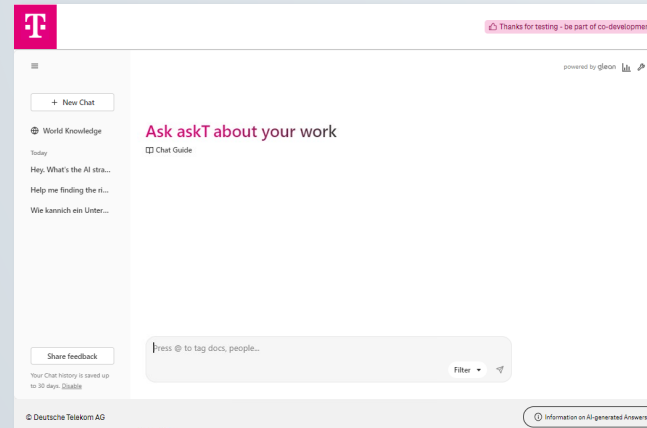 T
Thanks for testing - be part of co-developmen
powered by glean
+ New Chat
World Knowledge
Today
Hey. What's the AI stra...
Help me finding the ri...
Wie kannich ein Unter...
Ask askT about your work
Chat Guide
Press @ to tag docs, people...
Filter
Share feedback
Your Chat history is saved up
to 30 days. Disable
© Deutsche Telekom AG
Information on AI-generated Answers